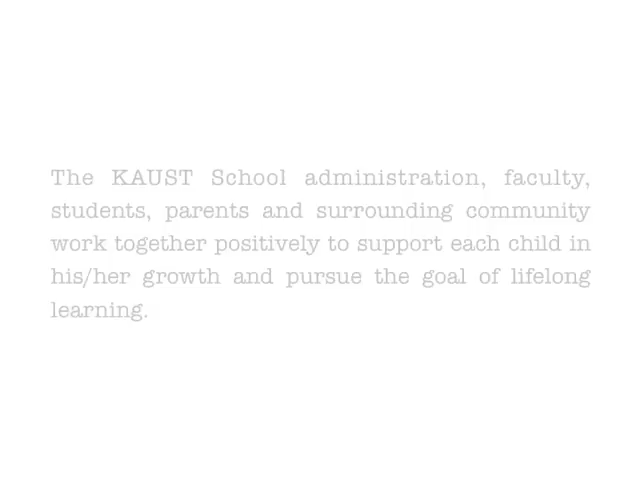 The KAUST School administration, faculty,
students, parents and surrounding community
work together positively to support each child in
his/her growth and pursue the goal of lifelong
learning.